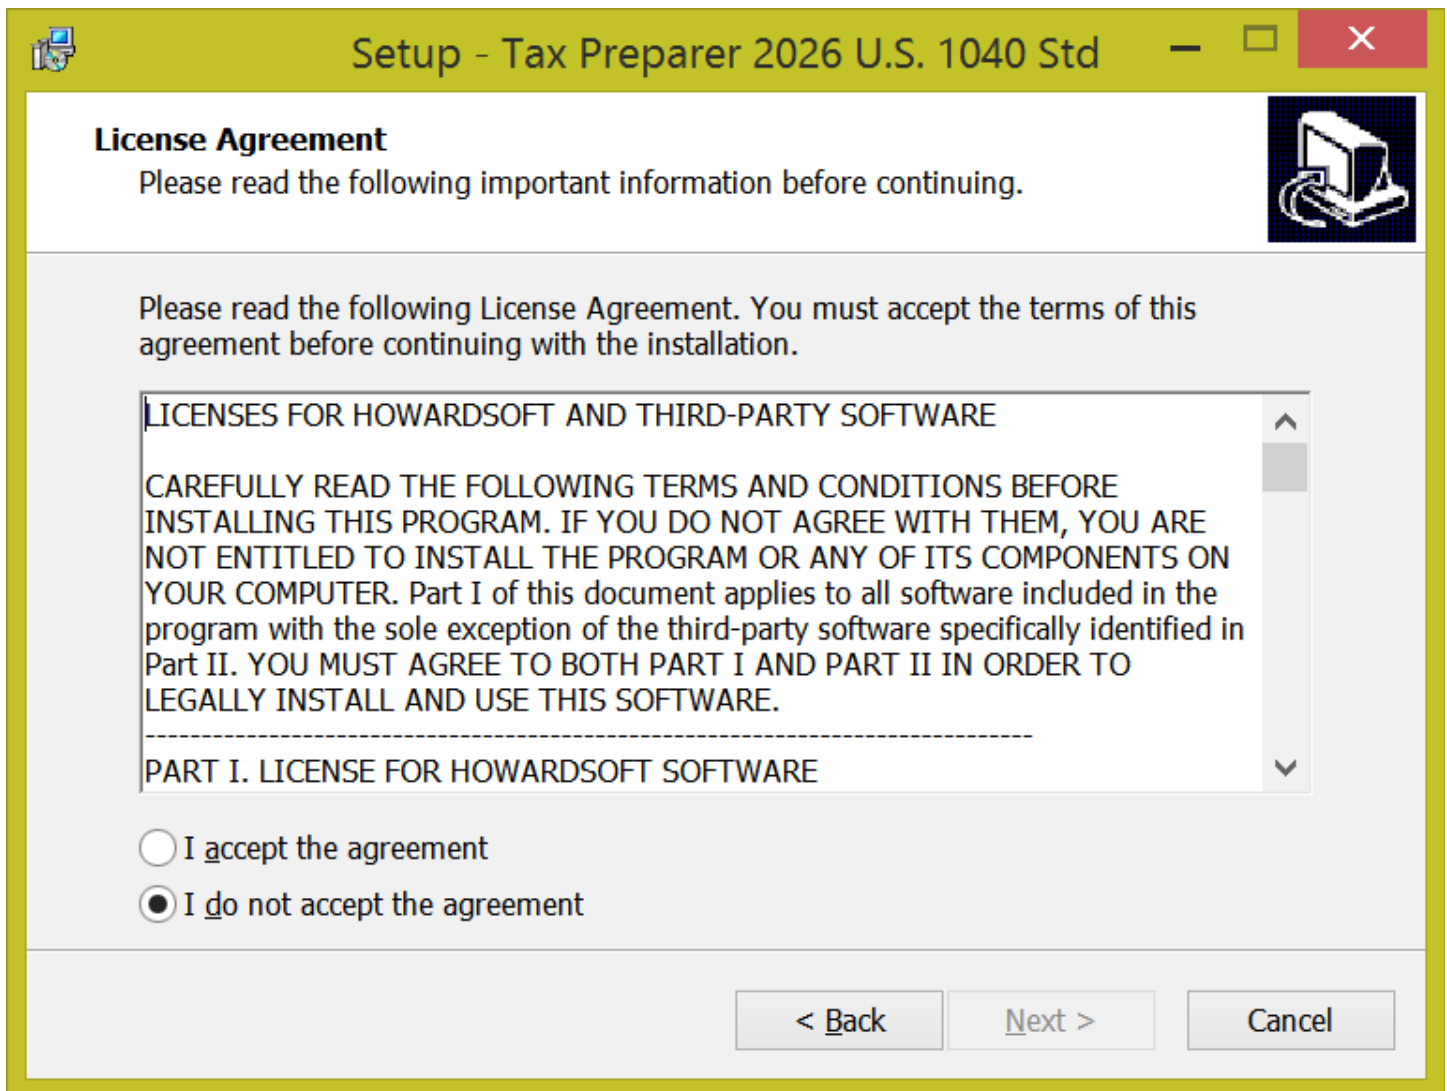 Setup - Tax Preparer 2026 U.S. 1040 Std
License Agreement
Please read the following important information before continuing.
Please read the following License Agreement. You must accept the terms of this
agreement before continuing with the installation.
LICENSES FOR HOWARDSOFT AND THIRD-PARTY SOFTWARE
CAREFULLY READ THE FOLLOWING TERMS AND CONDITIONS BEFORE
INSTALLING THIS PROGRAM. IF YOU DO NOT AGREE WITH THEM, YOU ARE
NOT ENTITLED TO INSTALL THE PROGRAM OR ANY OF ITS COMPONENTS ON
YOUR COMPUTER. Part I of this document applies to all software included in the
program with the sole exception of the third-party software specifically identified in
Part II. YOU MUST AGREE TO BOTH PART I AND PART II IN ORDER TO
LEGALLY INSTALL AND USE THIS SOFTWARE.
-------------------------------------------------------------------------------
PART I. LICENSE FOR HOWARDSOFT SOFTWARE
I accept the agreement
I do not accept the agreement
< Back
Next >
Cancel